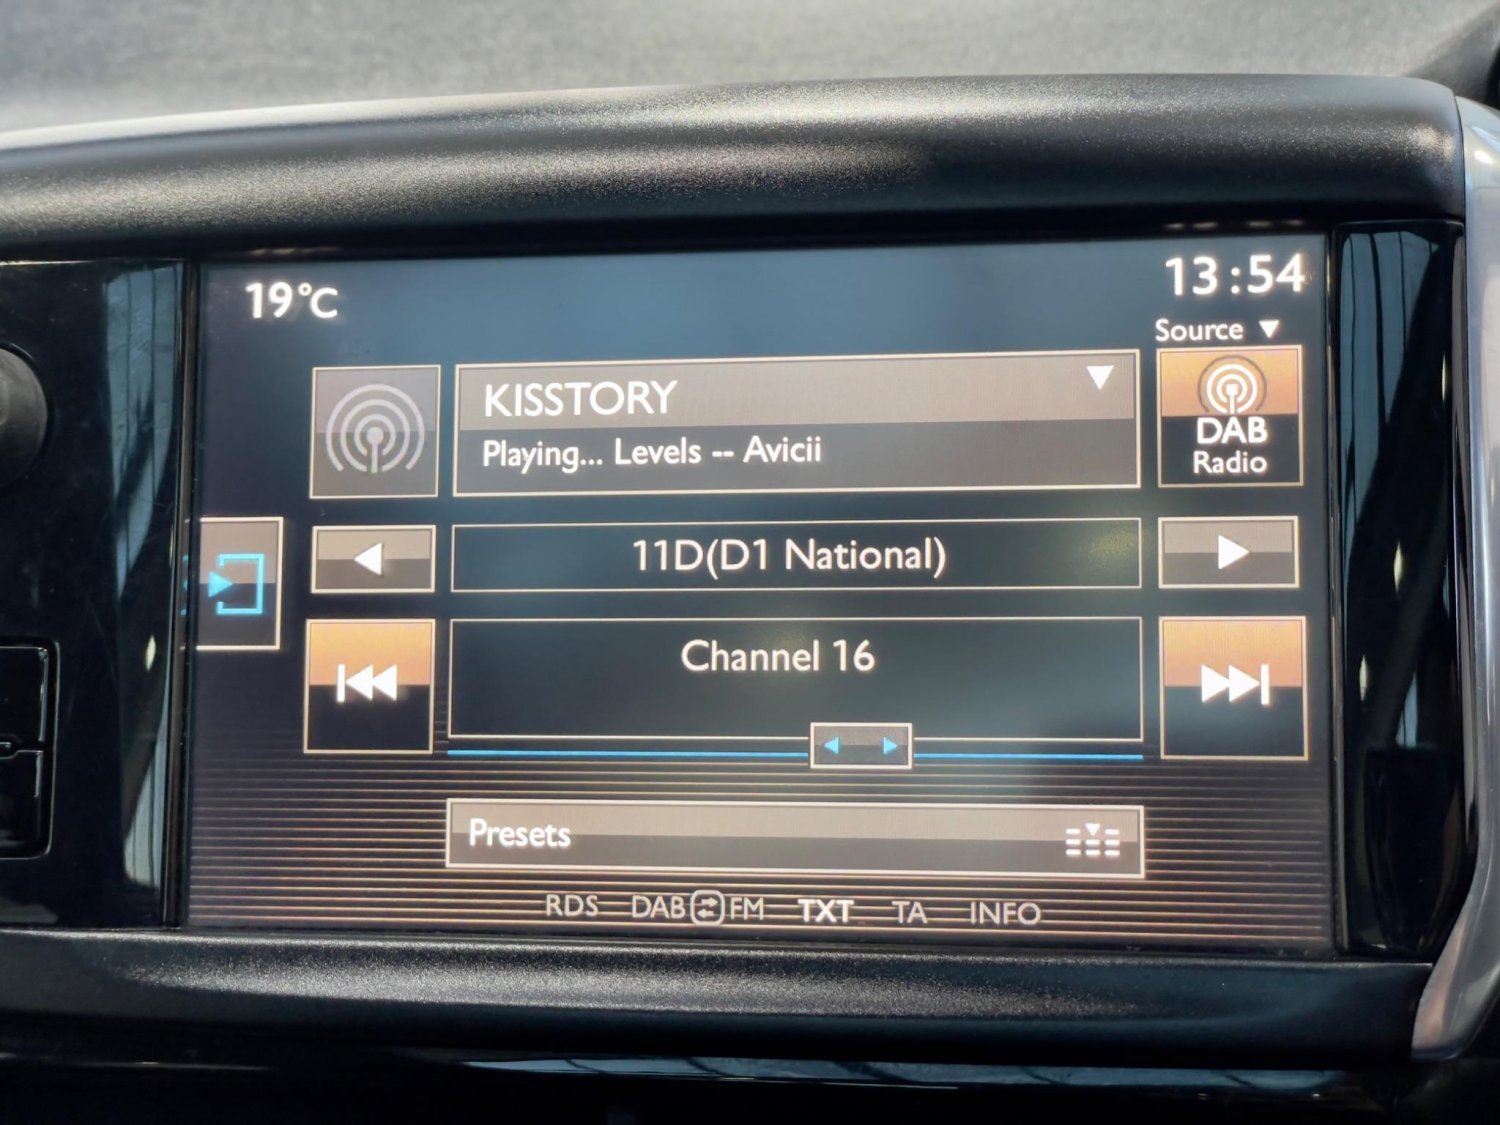 19°C
13:54
Source
KISSTORY
Playing... Levels -- Avicii
DAB
Radio
11D(D1 National)
Channel 16
Presets
RDS DAB FM TXT TA INFO